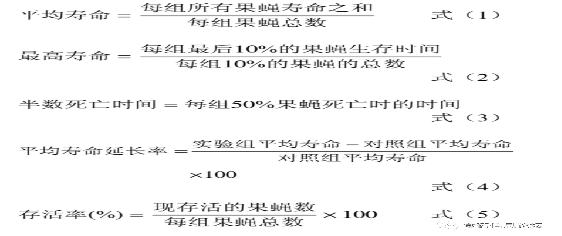 平均寿命＝每组所有果蝇寿命之和/每组果蝇总数 式（1）
最高寿命＝每组最后10%的果蝇生存时间/每组10%的果蝇的总数
式（2）
半数死亡时间＝每组50%果蝇死亡时的时间
式（3）
平均寿命延长率＝实验组平均寿命－对照组平均寿命/对照组平均寿命
×100
式（4）
存活率(%)＝现存活的果蝇数/每组果蝇总数×100 式（5）